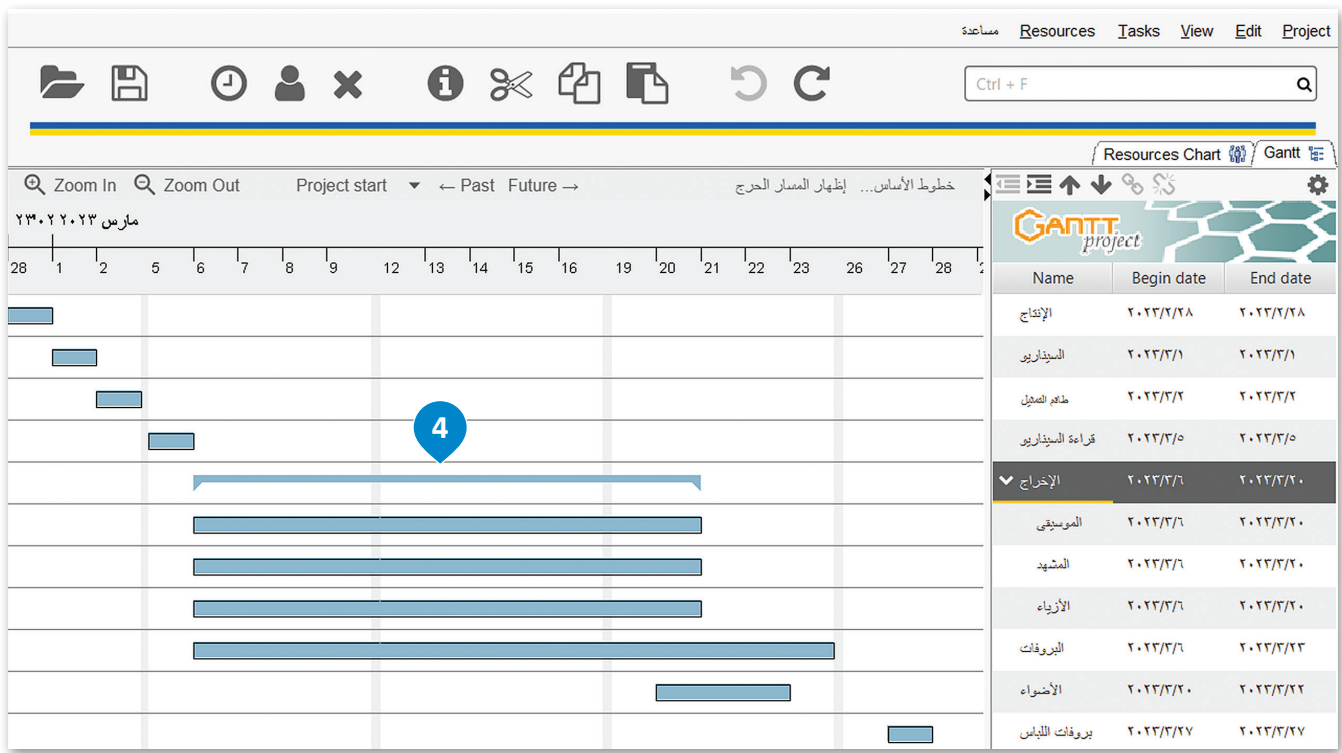 Project Edit View Tasks Resources مساعدة
Ctrl + F
Resources Chart Gantt
Zoom In Zoom Out Project start ← Past Future → خطوط الأساس... إظهار المسار الحرج
مارس ٢٠٢٣
28 1 2 5 6 7 8 9 12 13 14 15 16 19 20 21 22 23 26 27 28
GANTT project
Name Begin date End date
الإنتاج ٢٠٢٣/٢/٢٨ ٢٠٢٣/٢/٢٨
السيناريو ٢٠٢٣/٣/١ ٢٠٢٣/٣/١
طاقم التمثيل ٢٠٢٣/٣/٢ ٢٠٢٣/٣/٢
قراءة السيناريو ٢٠٢٣/٣/٥ ٢٠٢٣/٣/٥
4
الإخراج ٢٠٢٣/٣/٦ ٢٠٢٣/٣/٢٠
الموسيقى ٢٠٢٣/٣/٦ ٢٠٢٣/٣/٢٠
المشهد ٢٠٢٣/٣/٦ ٢٠٢٣/٣/٢٠
الأزياء ٢٠٢٣/٣/٦ ٢٠٢٣/٣/٢٠
البروفات ٢٠٢٣/٣/٦ ٢٠٢٣/٣/٢٣
الأضواء ٢٠٢٣/٣/٢٠ ٢٠٢٣/٣/٢٢
بروفات اللباس ٢٠٢٣/٣/٢٧ ٢٠٢٣/٣/٢٧